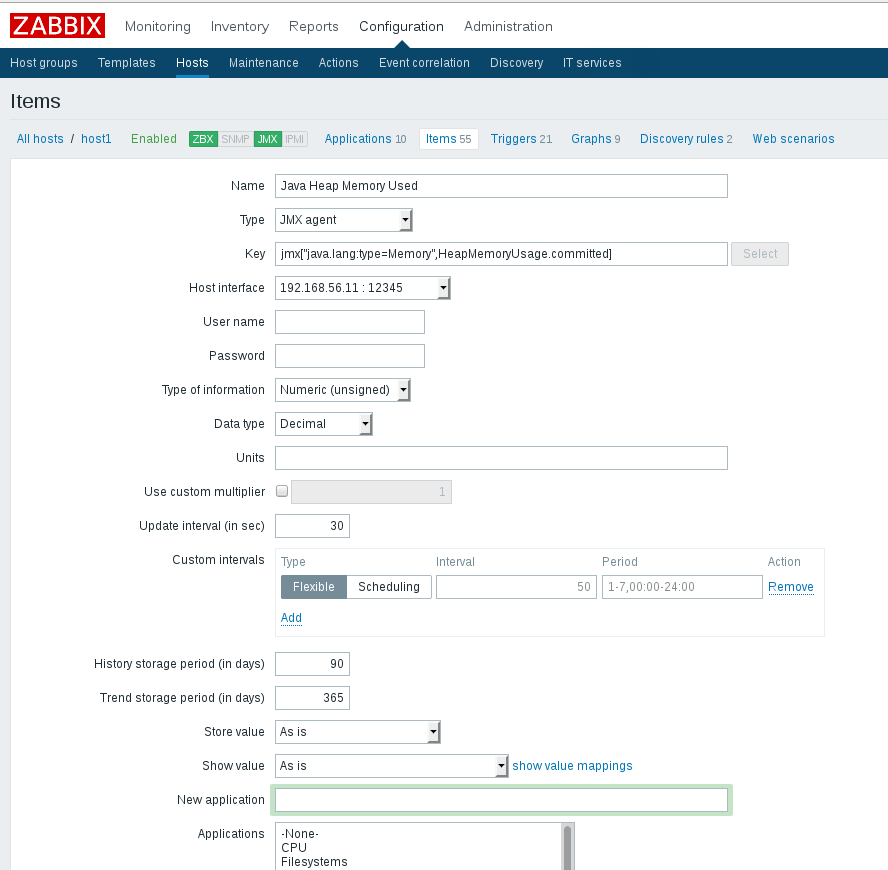 ZABBIX Monitoring Inventory Reports Configuration Administration
Host groups Templates Hosts Maintenance Actions Event correlation Discovery IT services
Items
All hosts / host1 Enabled ZBX SNMP JMX IPMI Applications 10 Items 55 Triggers 21 Graphs 9 Discovery rules 2 Web scenarios
Name Java Heap Memory Used
Type JMX agent
Key jmx["java.lang:type=Memory",HeapMemoryUsage.committed] Select
Host interface 192.168.56.11 : 12345
User name
Password
Type of information Numeric (unsigned)
Data type Decimal
Units
Use custom multiplier 1
Update interval (in sec) 30
Custom intervals Type Interval Period Action
Flexible Scheduling 50 1-7,00:00-24:00 Remove
Add
History storage period (in days) 90
Trend storage period (in days) 365
Store value As is
Show value As is show value mappings
New application
Applications -None-
CPU
Filesystems